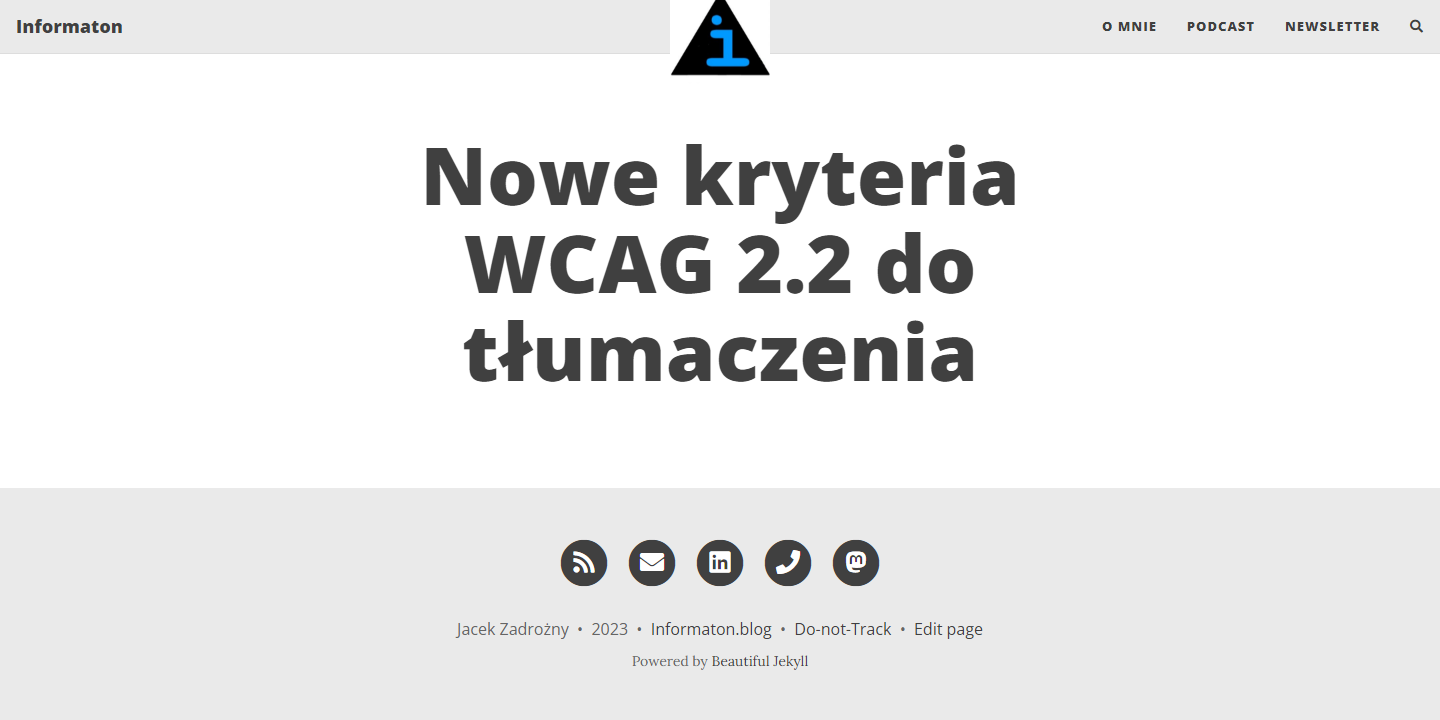 Informaton
i
O MNIE PODCAST NEWSLETTER
Nowe kryteria
WCAG 2.2 do
tłumaczenia
Jacek Zadrożny • 2023 • Informaton.blog • Do-not-Track • Edit page
Powered by Beautiful Jekyll